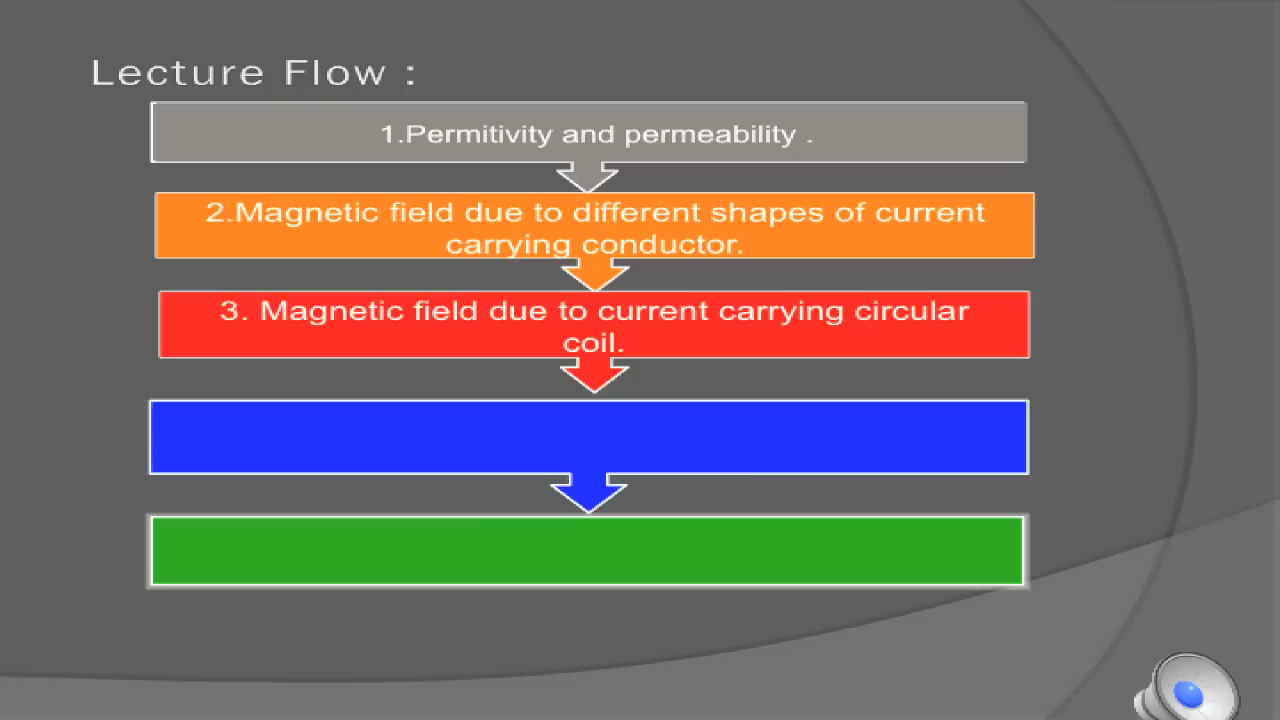 Lecture Flow :
1.Permitivity and permeability .
2.Magnetic field due to different shapes of current
carrying conductor.
3. Magnetic field due to current carrying circular
coil.